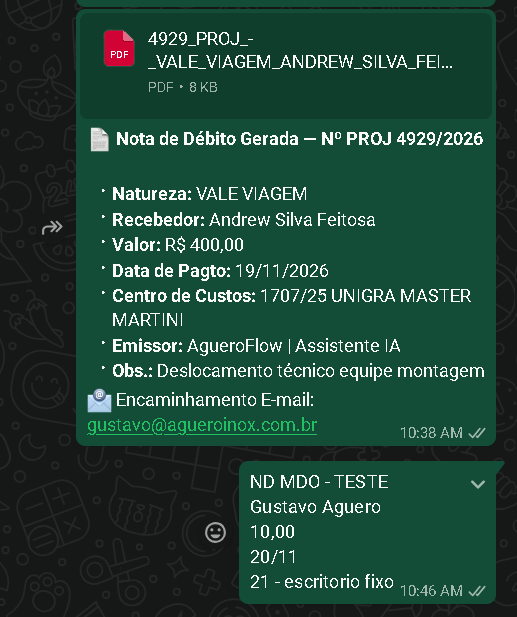 4929_PROJ_-
_VALE_VIAGEM_ANDREW_SILVA_FEI...
PDF
PDF • 8 KB
Nota de Débito Gerada — Nº PROJ 4929/2026
• Natureza: VALE VIAGEM
• Recebedor: Andrew Silva Feitosa
• Valor: R$ 400,00
• Data de Pagto: 19/11/2026
• Centro de Custos: 1707/25 UNIGRA MASTER
MARTINI
• Emissor: AgueroFlow | Assistente IA
• Obs.: Deslocamento técnico equipe montagem
Encaminhamento E-mail:
gustavo@agueroinox.com.br
10:38 AM
ND MDO - TESTE
Gustavo Aguero
10,00
20/11
21 - escritorio fixo
10:46 AM